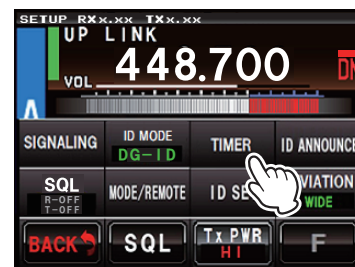 SETUP RXx.xx TXx.xx
UP LINK
VOL
448.700
A
SIGNALING
ID MODE
DG-ID
TIMER
ID ANNOUNCE
SQL
R-OFF
T-OFF
MODE/REMOTE
ID SE
VIATION
WIDE
BACK
SQL
Tx PWR
HI
F